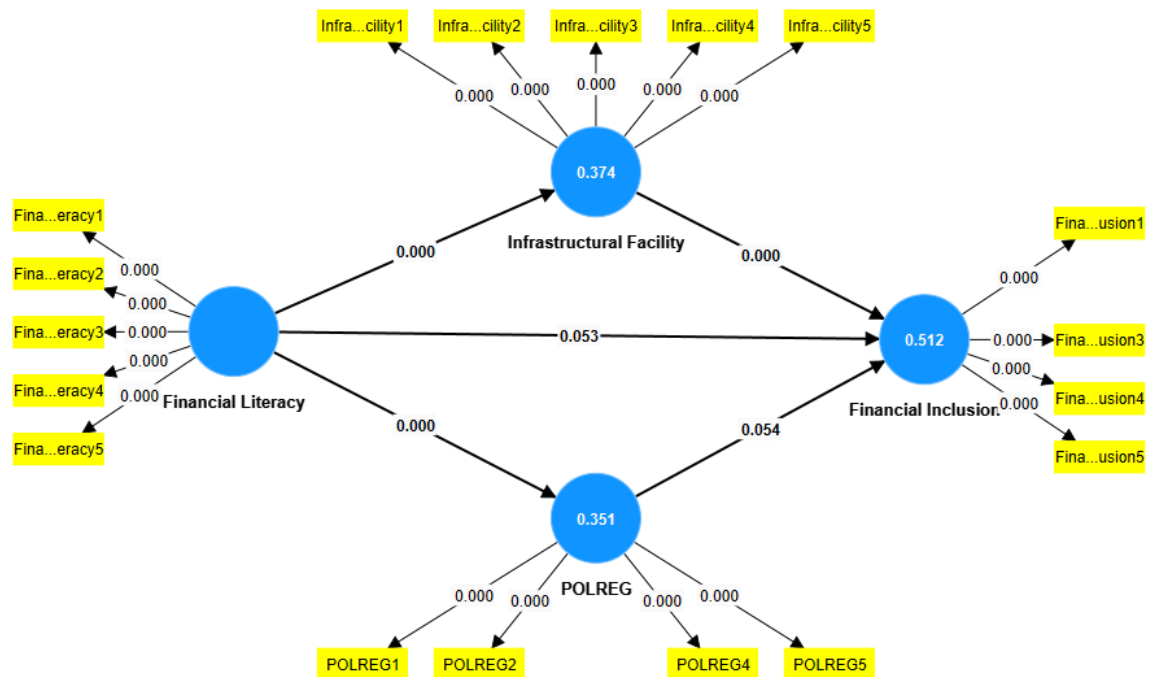 Infra...cility1
Infra...cility2
Infra...cility3
Infra...cility4
Infra...cility5
0.000
0.000
0.000
0.000
0.000
0.374
Infrastructural Facility
Fina...eracy1
Fina...eracy2
Fina...eracy3
Fina...eracy4
Fina...eracy5
0.000
0.000
0.000
0.000
0.000
Financial Literacy
0.000
0.000
0.053
0.000
0.054
0.512
Financial Inclusion
Fina...usion1
Fina...usion3
Fina...usion4
Fina...usion5
0.000
0.000
0.000
0.000
0.351
POLREG
0.000
0.000
0.000
0.000
POLREG1
POLREG2
POLREG4
POLREG5